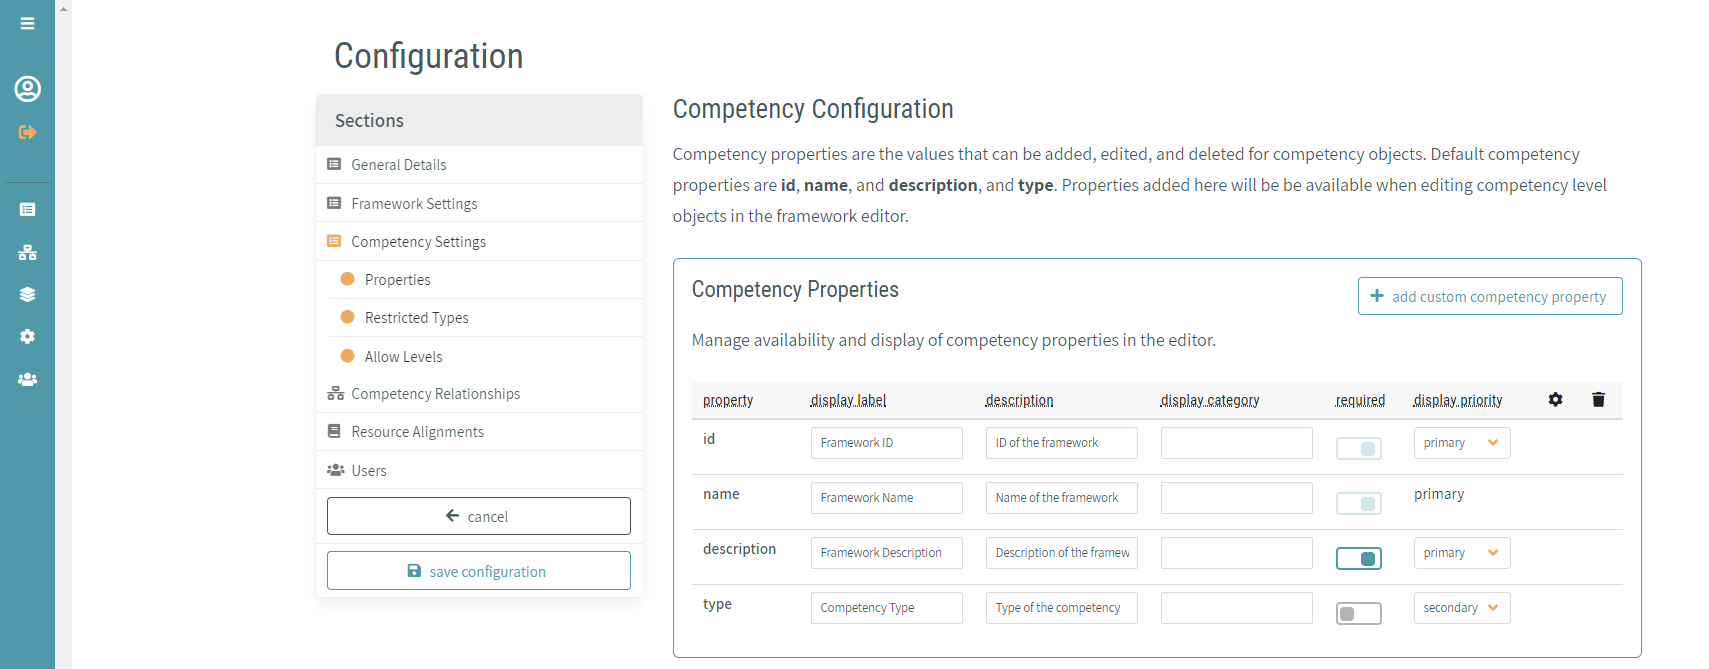 Configuration
Sections
General Details
Framework Settings
Competency Settings
Properties
Restricted Types
Allow Levels
Competency Relationships
Resource Alignments
Users
cancel
save configuration
Competency Configuration
Competency properties are the values that can be added, edited, and deleted for competency objects. Default competency
properties are id, name, and description, and type. Properties added here will be be available when editing competency level
objects in the framework editor.
Competency Properties
add custom competency property
Manage availability and display of competency properties in the editor.
property display label description display category required display priority
id Framework ID ID of the framework primary
name Framework Name Name of the framework primary
description Framework Description Description of the framew primary
type Competency Type Type of the competency secondary